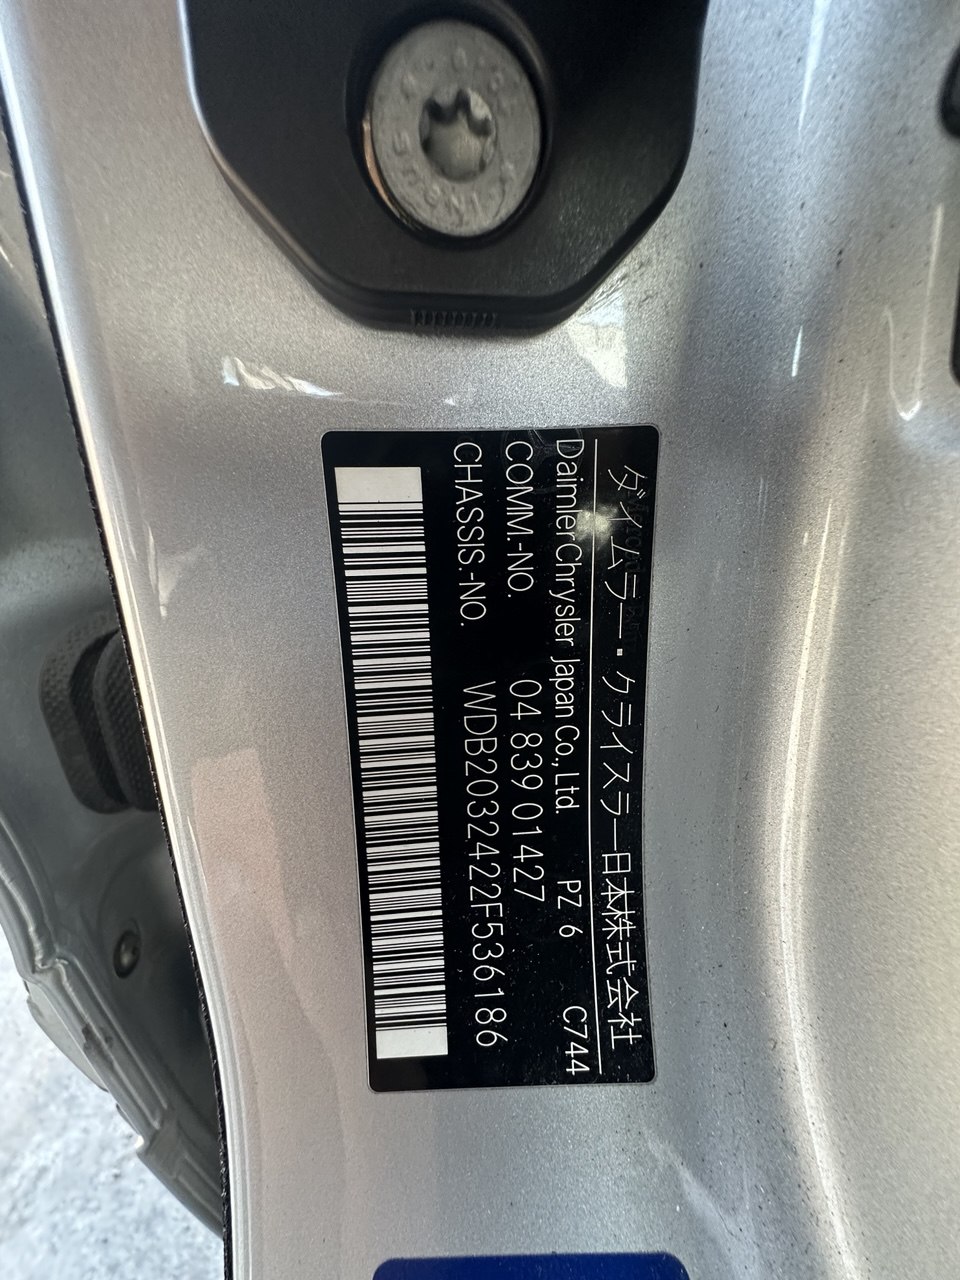 ダイムラー・クライスラー日本株式会社
DaimlerChrysler Japan Co., Ltd. PZ 6 C744
COMM.-NO. 04 839 01427
CHASSIS-NO. WDB2032422F536186